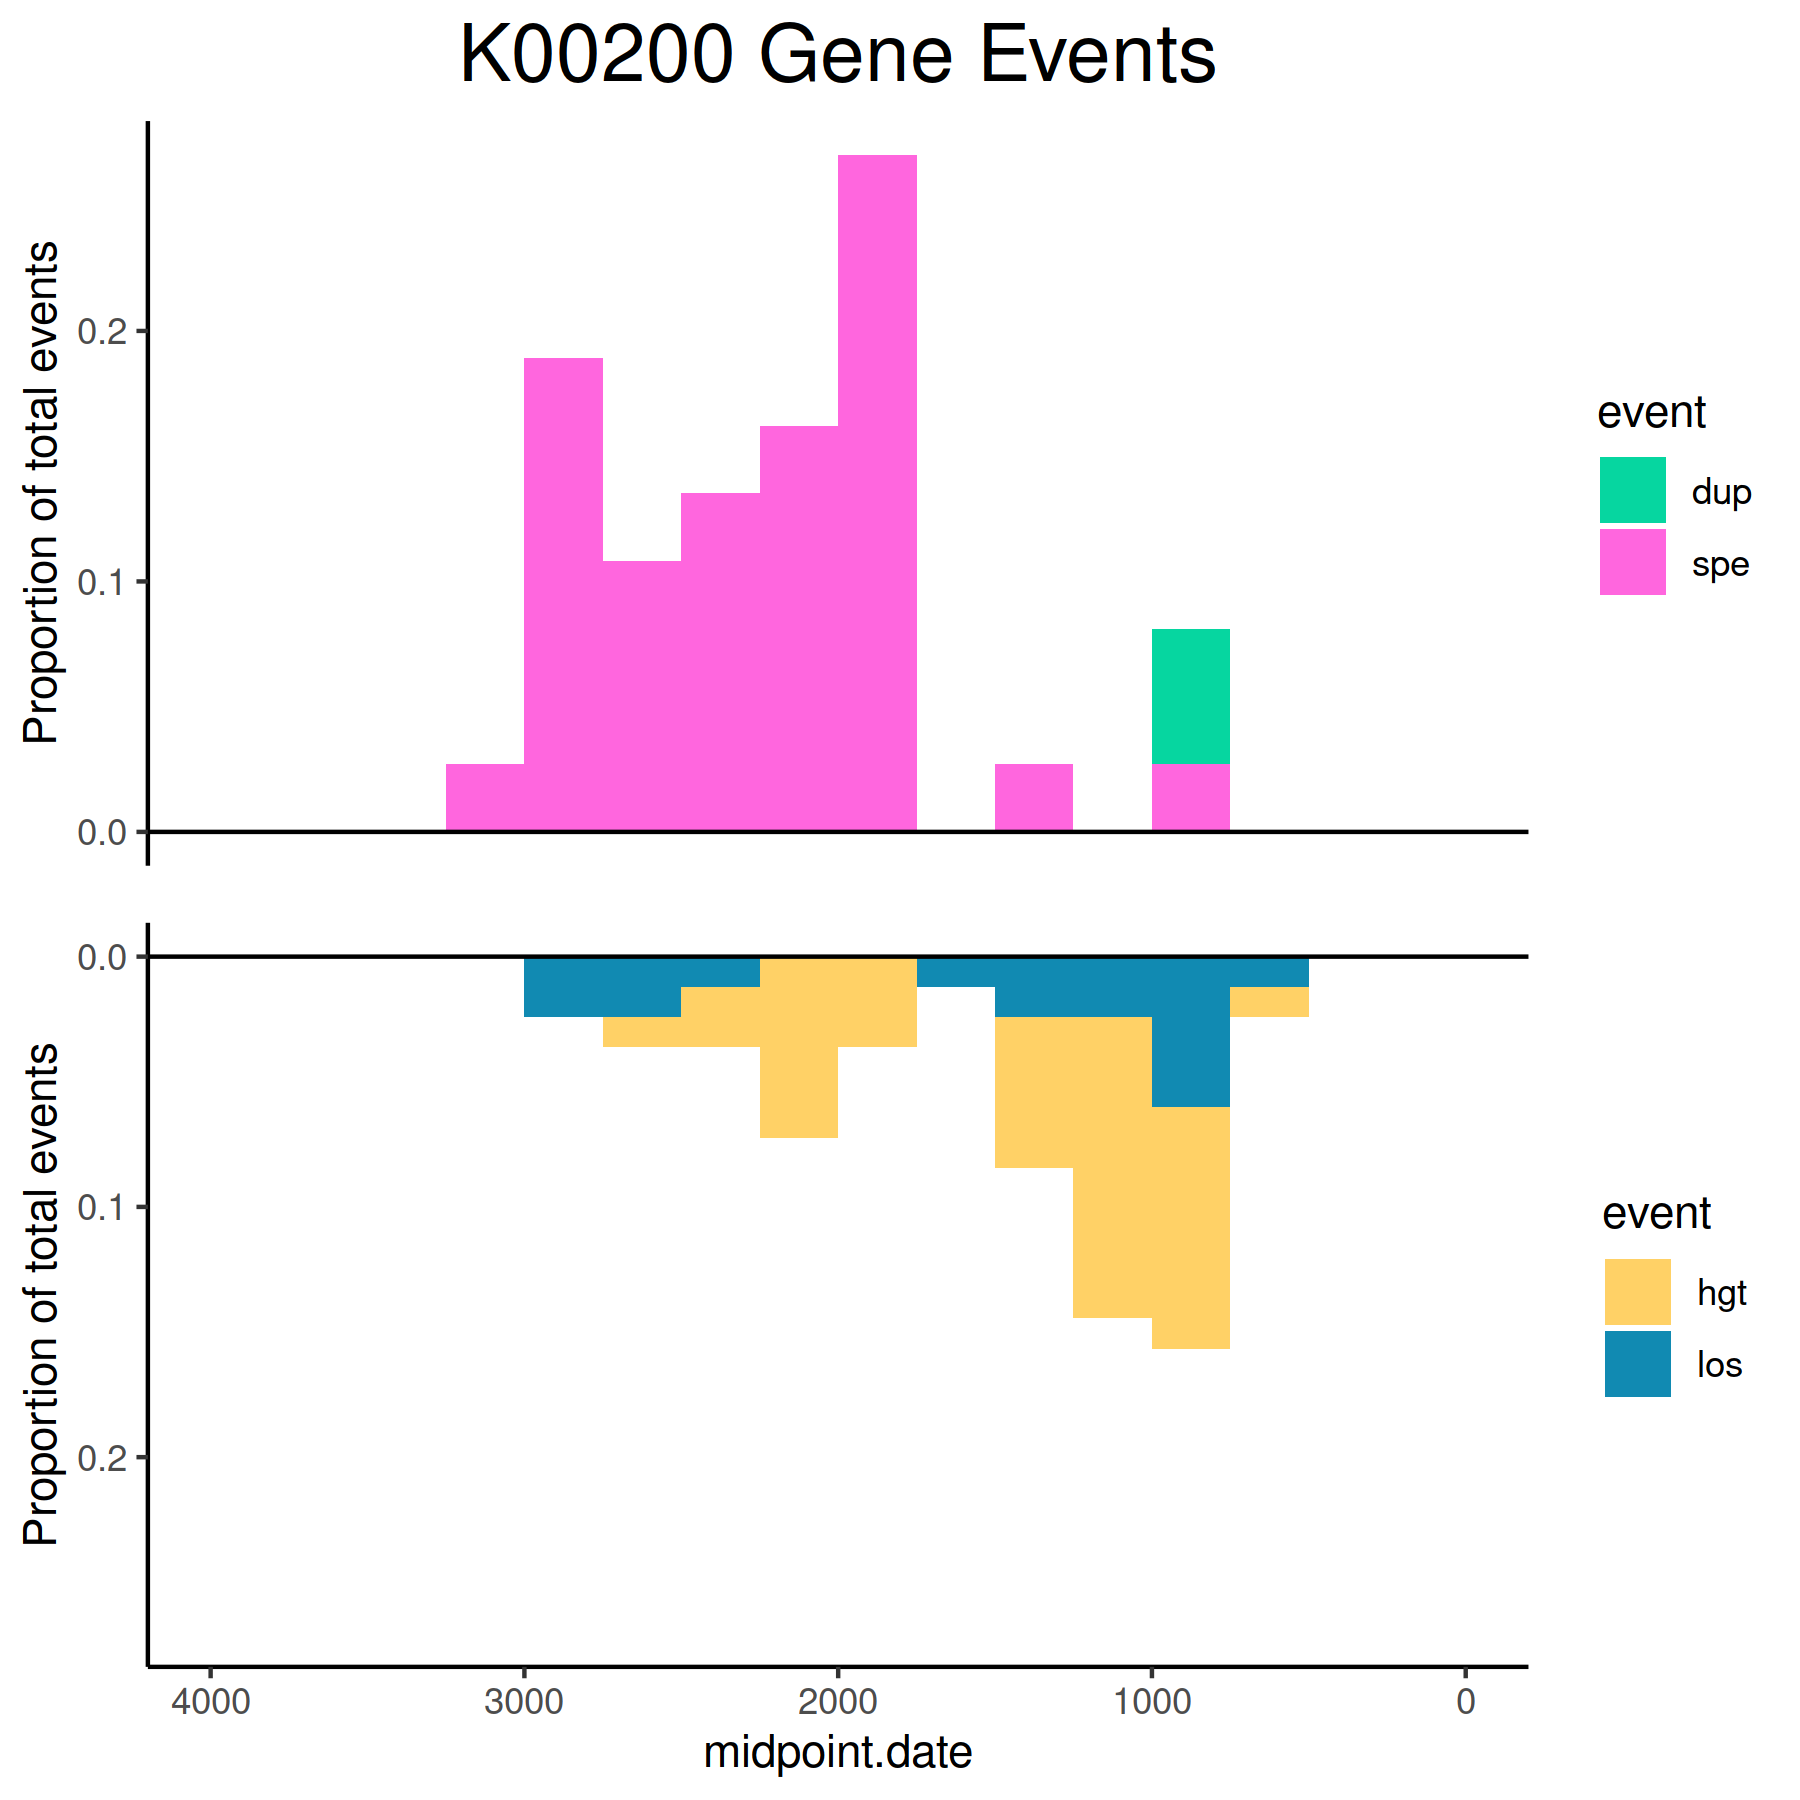 K00200 Gene Events
Proportion of total events
0.2
0.1
0.0
event
dup
spe
Proportion of total events
0.0
0.1
0.2
event
hgt
los
4000
3000
2000
1000
0
midpoint.date